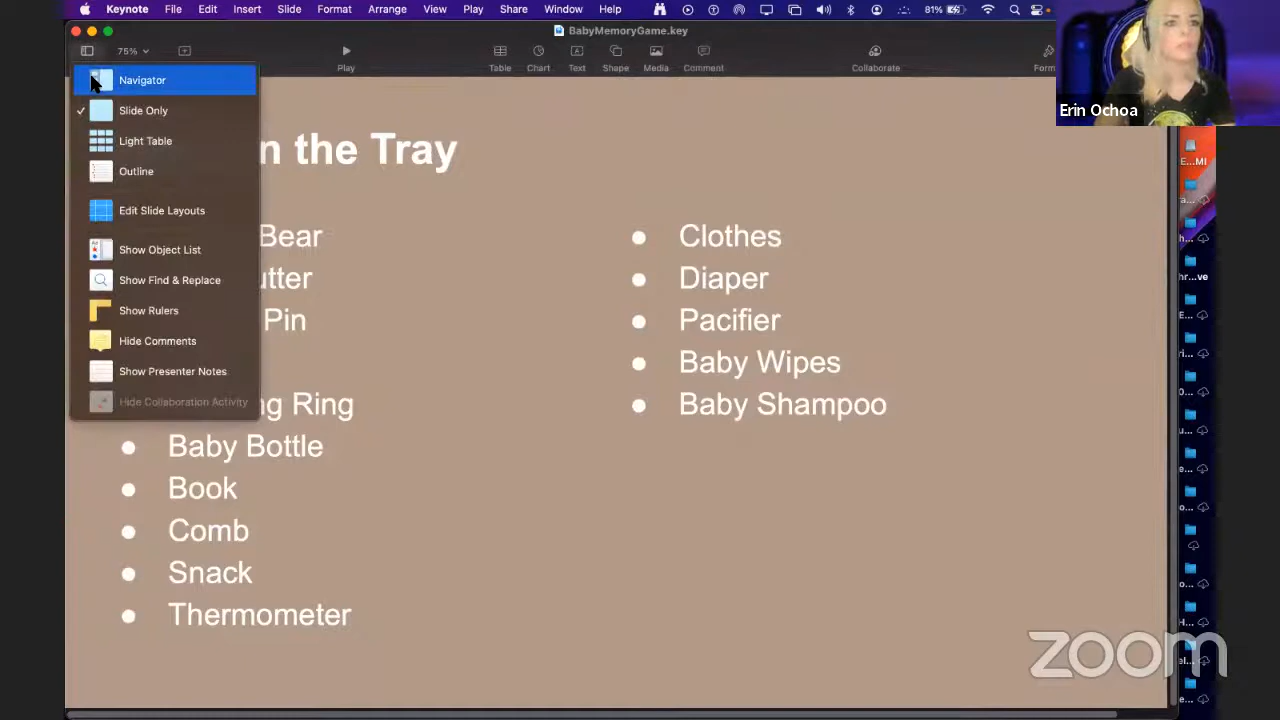 Keynote File Edit Insert Slide Format Arrange View Play Share Window Help 81%
BabyMemoryGame.key
75%
Play Table Chart Text Shape Media Comment Collaborate
Erin Ochoa
Navigator
Slide Only
Light Table
Outline
Edit Slide Layouts
Show Object List
Show Find & Replace
Show Rulers
Hide Comments
Show Presenter Notes
Hide Collaboration Activity
n the Tray
Bear
Pin
Ring
Baby Bottle
Book
Comb
Snack
Thermometer
Clothes
Diaper
Pacifier
Baby Wipes
Baby Shampoo
zoom